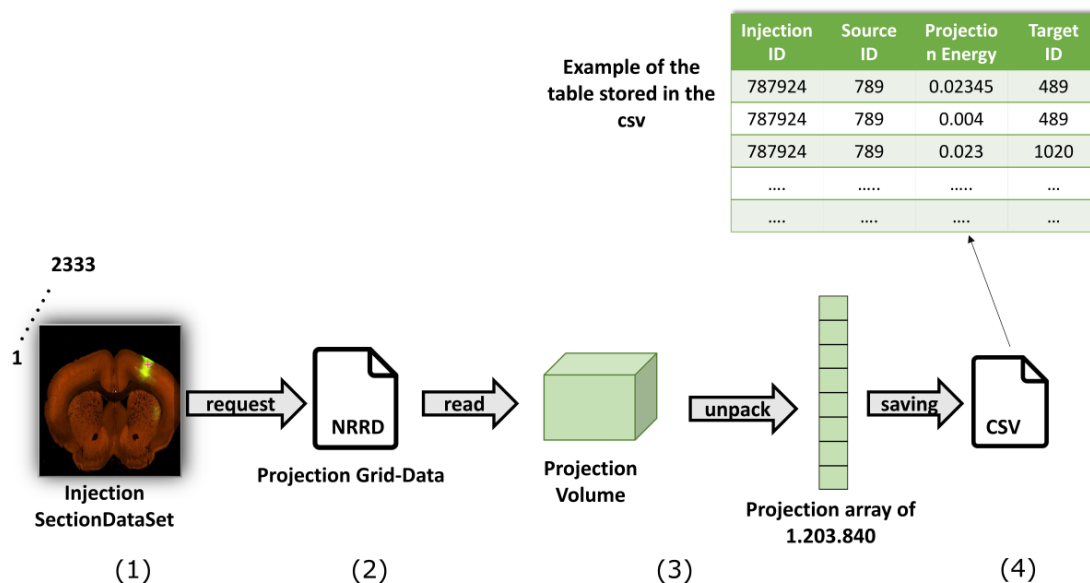 Example of the
table stored in the
csv
Injection ID Source ID Projectio n Energy Target ID
787924 789 0.02345 489
787924 789 0.004 489
787924 789 0.023 1020
.... ..... ..... ...
.... .... .... ...
2333
1
request
NRRD
read
unpack
saving
CSV
Injection
SectionDataSet
Projection Grid-Data
Projection
Volume
Projection array of
1.203.840
(1) (2) (3) (4)